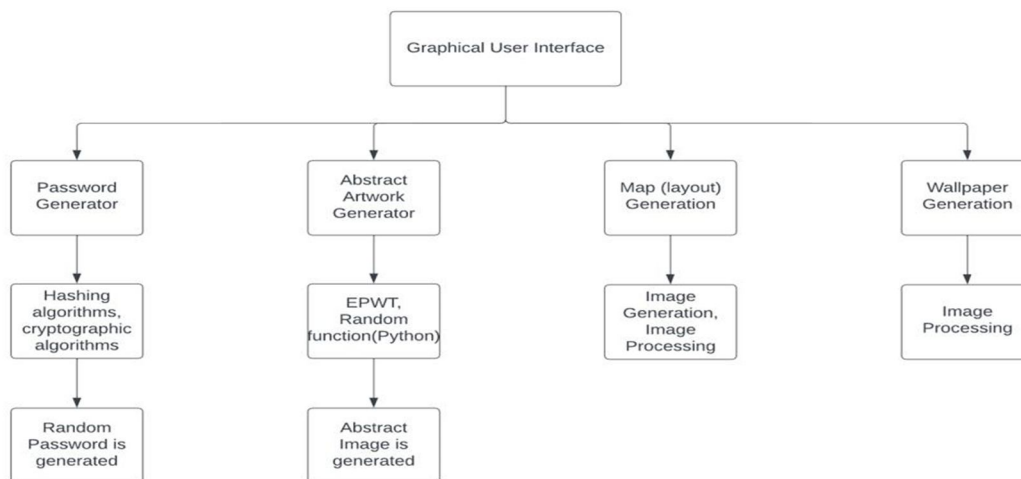 Graphical User Interface
Password
Generator
Abstract
Artwork
Generator
Map (layout)
Generation
Wallpaper
Generation
Hashing
algorithms,
cryptographic
algorithms
EPWT,
Random
function(Python)
Image
Generation,
Image
Processing
Image
Processing
Random
Password is
generated
Abstract
Image is
generated